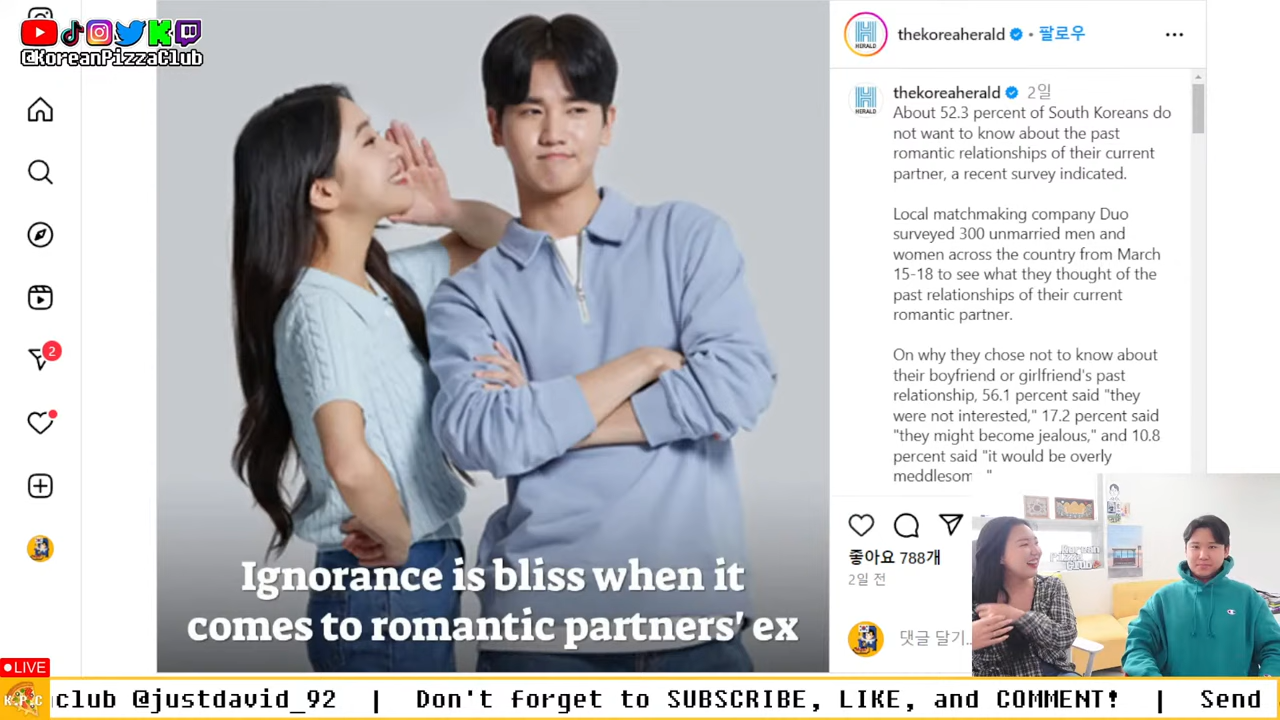 @KoreanPizzaClub
Ignorance is bliss when it
comes to romantic partners' ex
HERALD
thekoreaherald • 팔로우
HERALD
thekoreaherald 2일
About 52.3 percent of South Koreans do
not want to know about the past
romantic relationships of their current
partner, a recent survey indicated.
Local matchmaking company Duo
surveyed 300 unmarried men and
women across the country from March
15-18 to see what they thought of the
past relationships of their current
romantic partner.
On why they chose not to know about
their boyfriend or girlfriend's past
relationship, 56.1 percent said "they
were not interested," 17.2 percent said
"they might become jealous," and 10.8
percent said "it would be overly
meddlesom "
좋아요 788개
2일 전
댓글 달기...
2
Korean
Pizza
CLUB
LIVE
K.P.C
club @justdavid_92 | Don't forget to SUBSCRIBE, LIKE, and COMMENT! | Send